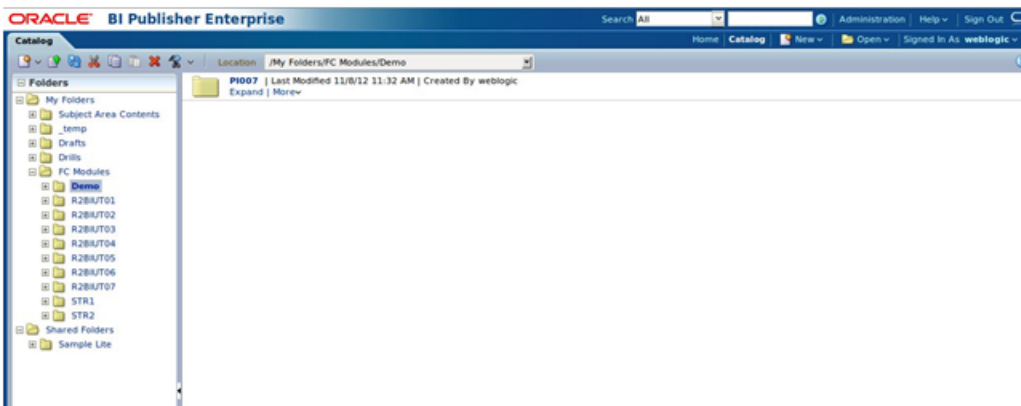 ORACLE® BI Publisher Enterprise Search All Administration Help Sign Out
Catalog Home Catalog New Open Signed In As weblogic
Location /My Folders/FC Modules/Demo
Folders
PI007 | Last Modified 11/8/12 11:32 AM | Created By weblogic
Expand | More
My Folders
Subject Area Contents
_temp
Drafts
Drills
FC Modules
Demo
R2BIUT01
R2BIUT02
R2BIUT03
R2BIUT04
R2BIUT05
R2BIUT06
R2BIUT07
STR1
STR2
Shared Folders
Sample Lite